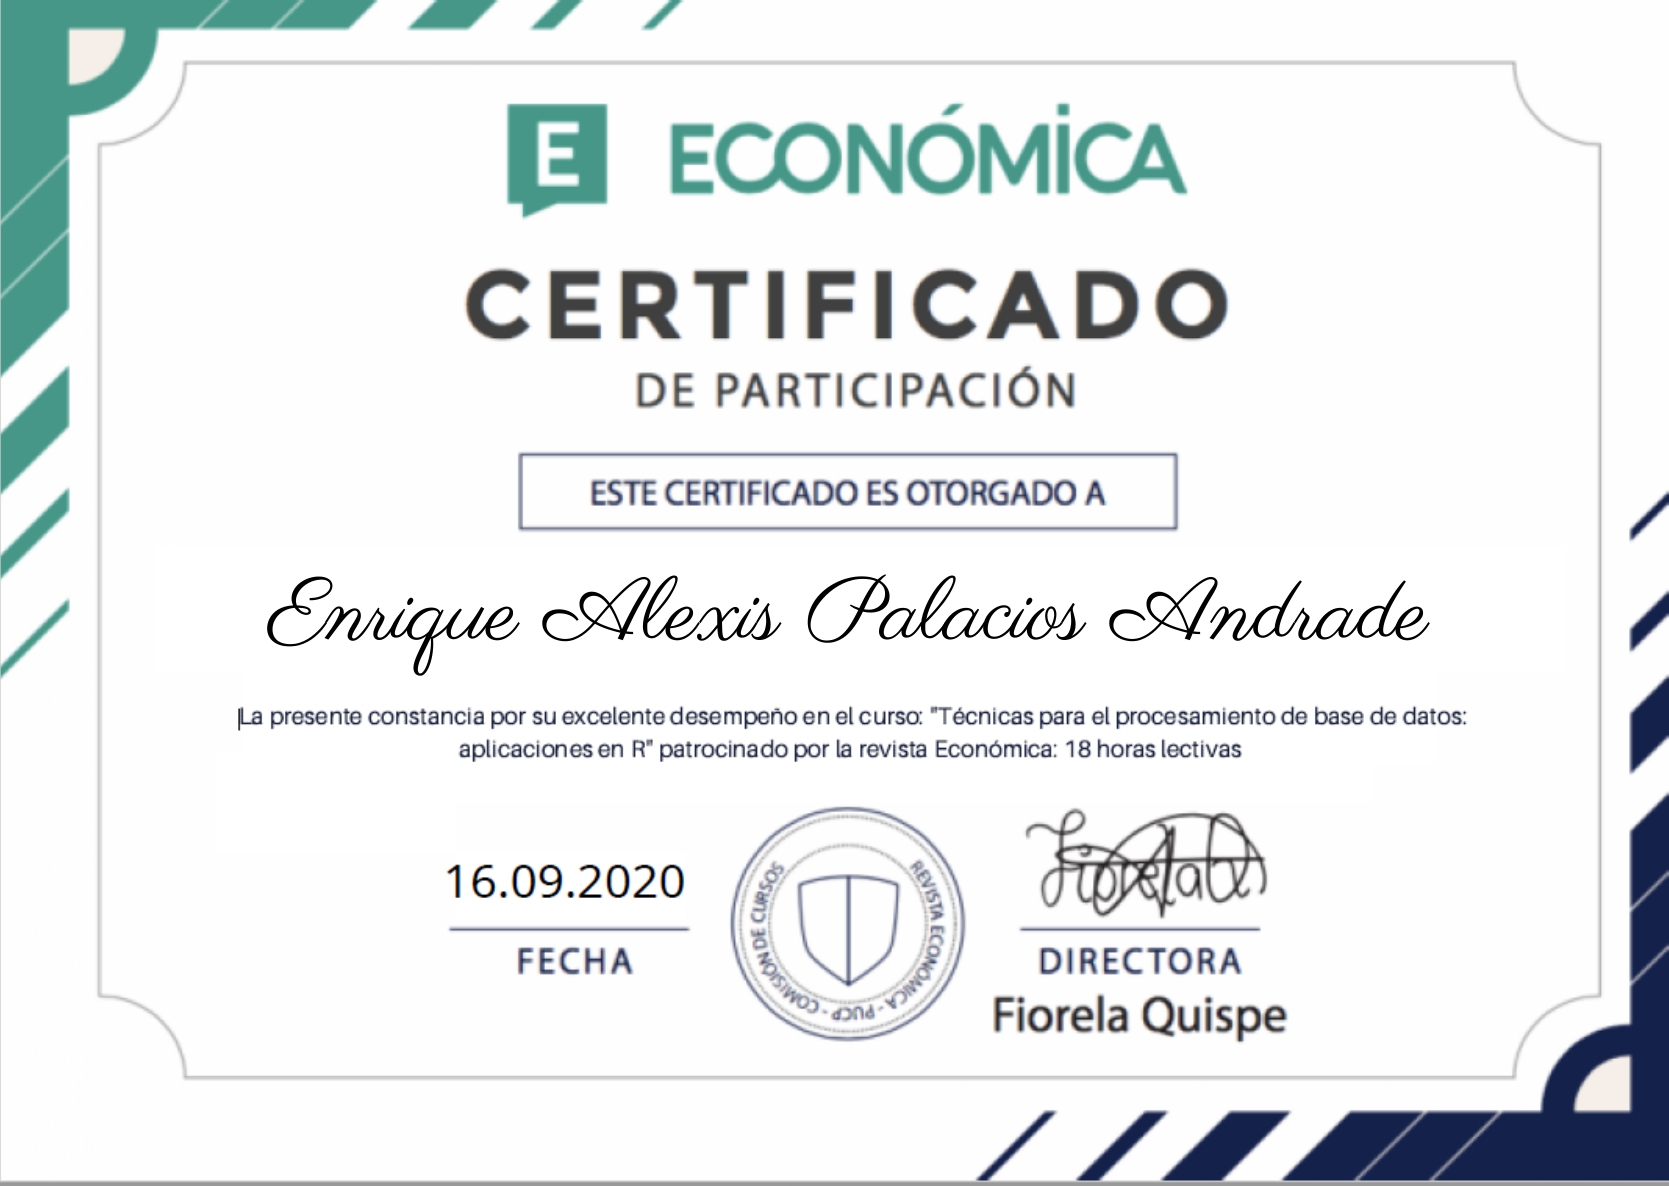 E ECONÓMICA
CERTIFICADO
DE PARTICIPACIÓN
ESTE CERTIFICADO ES OTORGADO A
Enrique Alexis Palacios Andrade
La presente constancia por su excelente desempeño en el curso: "Técnicas para el procesamiento de base de datos:
aplicaciones en R" patrocinado por la revista Económica: 18 horas lectivas
16.09.2020
FECHA
COMISIÓN DE CURSOS - PUCP - REVISTA ECONÓMICA
Fiorela Q
DIRECTORA
Fiorela Quispe